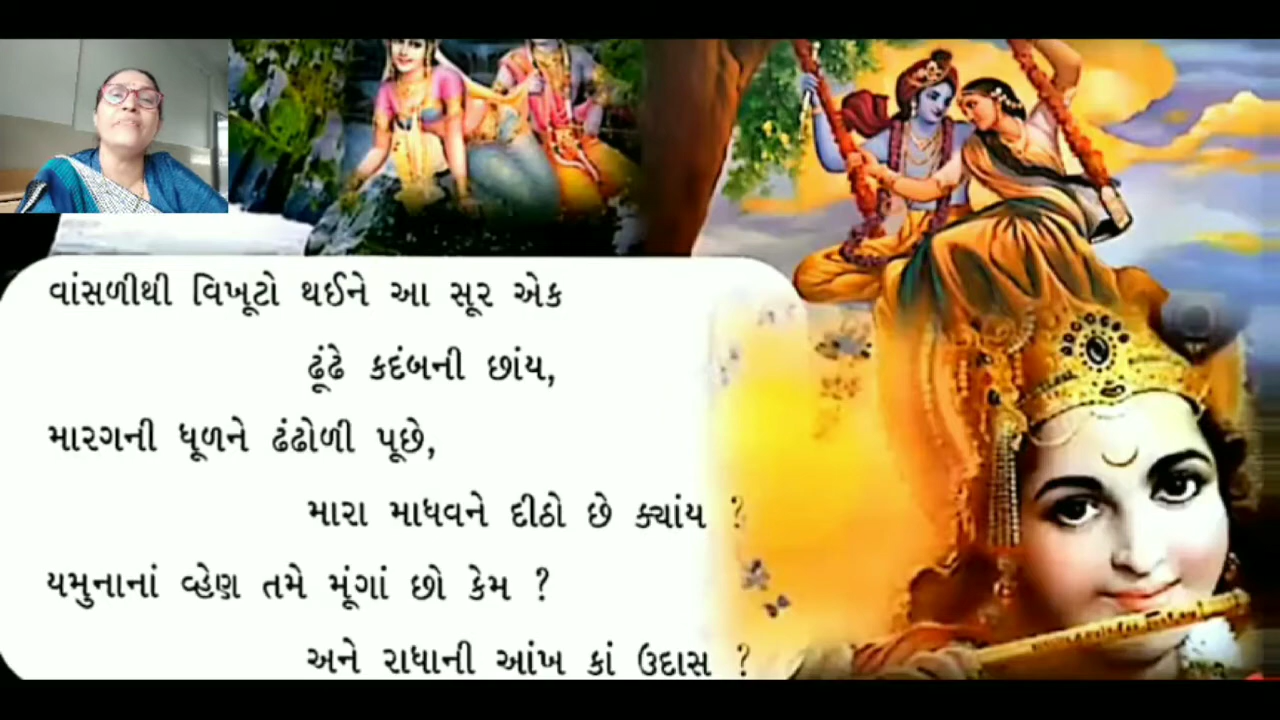 વાંસળીથી વિખૂટો થઈને આ સૂર એક
ઢૂંઢે કદંબની છાંય,
મારગની ધૂળને ઢંઢોળી પૂછે,
મારા માધવને દીઠો છે ક્યાંય ?
યમુનાનાં વ્હેણ તમે મૂંગાં છો કેમ ?
અને રાધાની આંખ કાં ઉદાસ ?